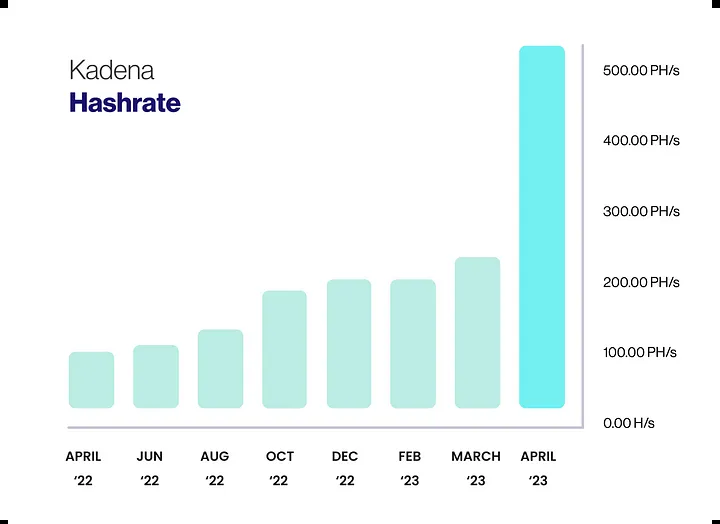 Kadena
Hashrate
500.00 PH/s
400.00 PH/s
300.00 PH/s
200.00 PH/s
100.00 PH/s
0.00 H/s
APRIL JUN AUG OCT DEC FEB MARCH APRIL
‘22 ‘22 ‘22 ‘22 ‘22 ‘23 ‘23 ‘23